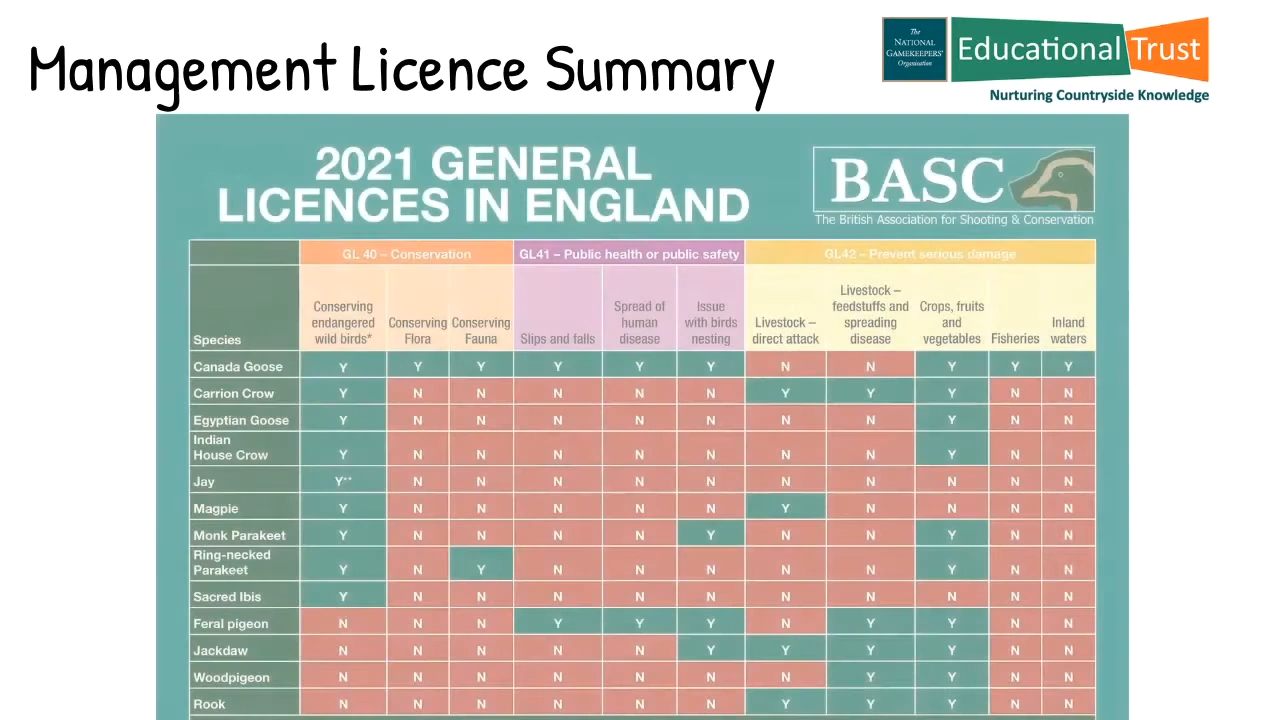 Management Licence Summary
The
NATIONAL
GAMEKEEPERS'
Organisation
Educational Trust
Nurturing Countryside Knowledge
2021 GENERAL
LICENCES IN ENGLAND
BASC
The British Association for Shooting & Conservation
GL 40 – Conservation GL41 – Public health or public safety GL42 – Prevent serious damage
Species Conserving endangered wild birds* Conserving Flora Conserving Fauna Slips and falls Spread of human disease Issue with birds nesting Livestock – direct attack Livestock – feedstuffs and spreading disease Crops, fruits and vegetables Fisheries Inland waters
Canada Goose Y Y Y Y Y Y N N Y Y Y
Carrion Crow Y N N N N N Y Y Y N N
Egyptian Goose Y N N N N N N N Y N N
Indian
House Crow Y N N N N N N N Y N N
Jay Y** N N N N N N N N N N
Magpie Y N N N N N Y N N N N
Monk Parakeet Y N N N N Y N N Y N N
Ring-necked
Parakeet Y N Y N N N N N Y N N
Sacred Ibis Y N N N N N N N N N N
Feral pigeon N N N Y Y Y N Y Y N N
Jackdaw N N N N N Y Y Y Y N N
Woodpigeon N N N N N N N Y Y N N
Rook N N N N N N Y Y Y N N